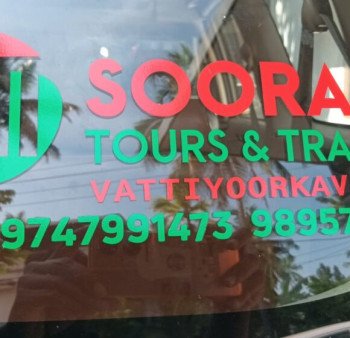 SOORA
TOURS & TRA
VATTIYOORKAV
9747991473 98957